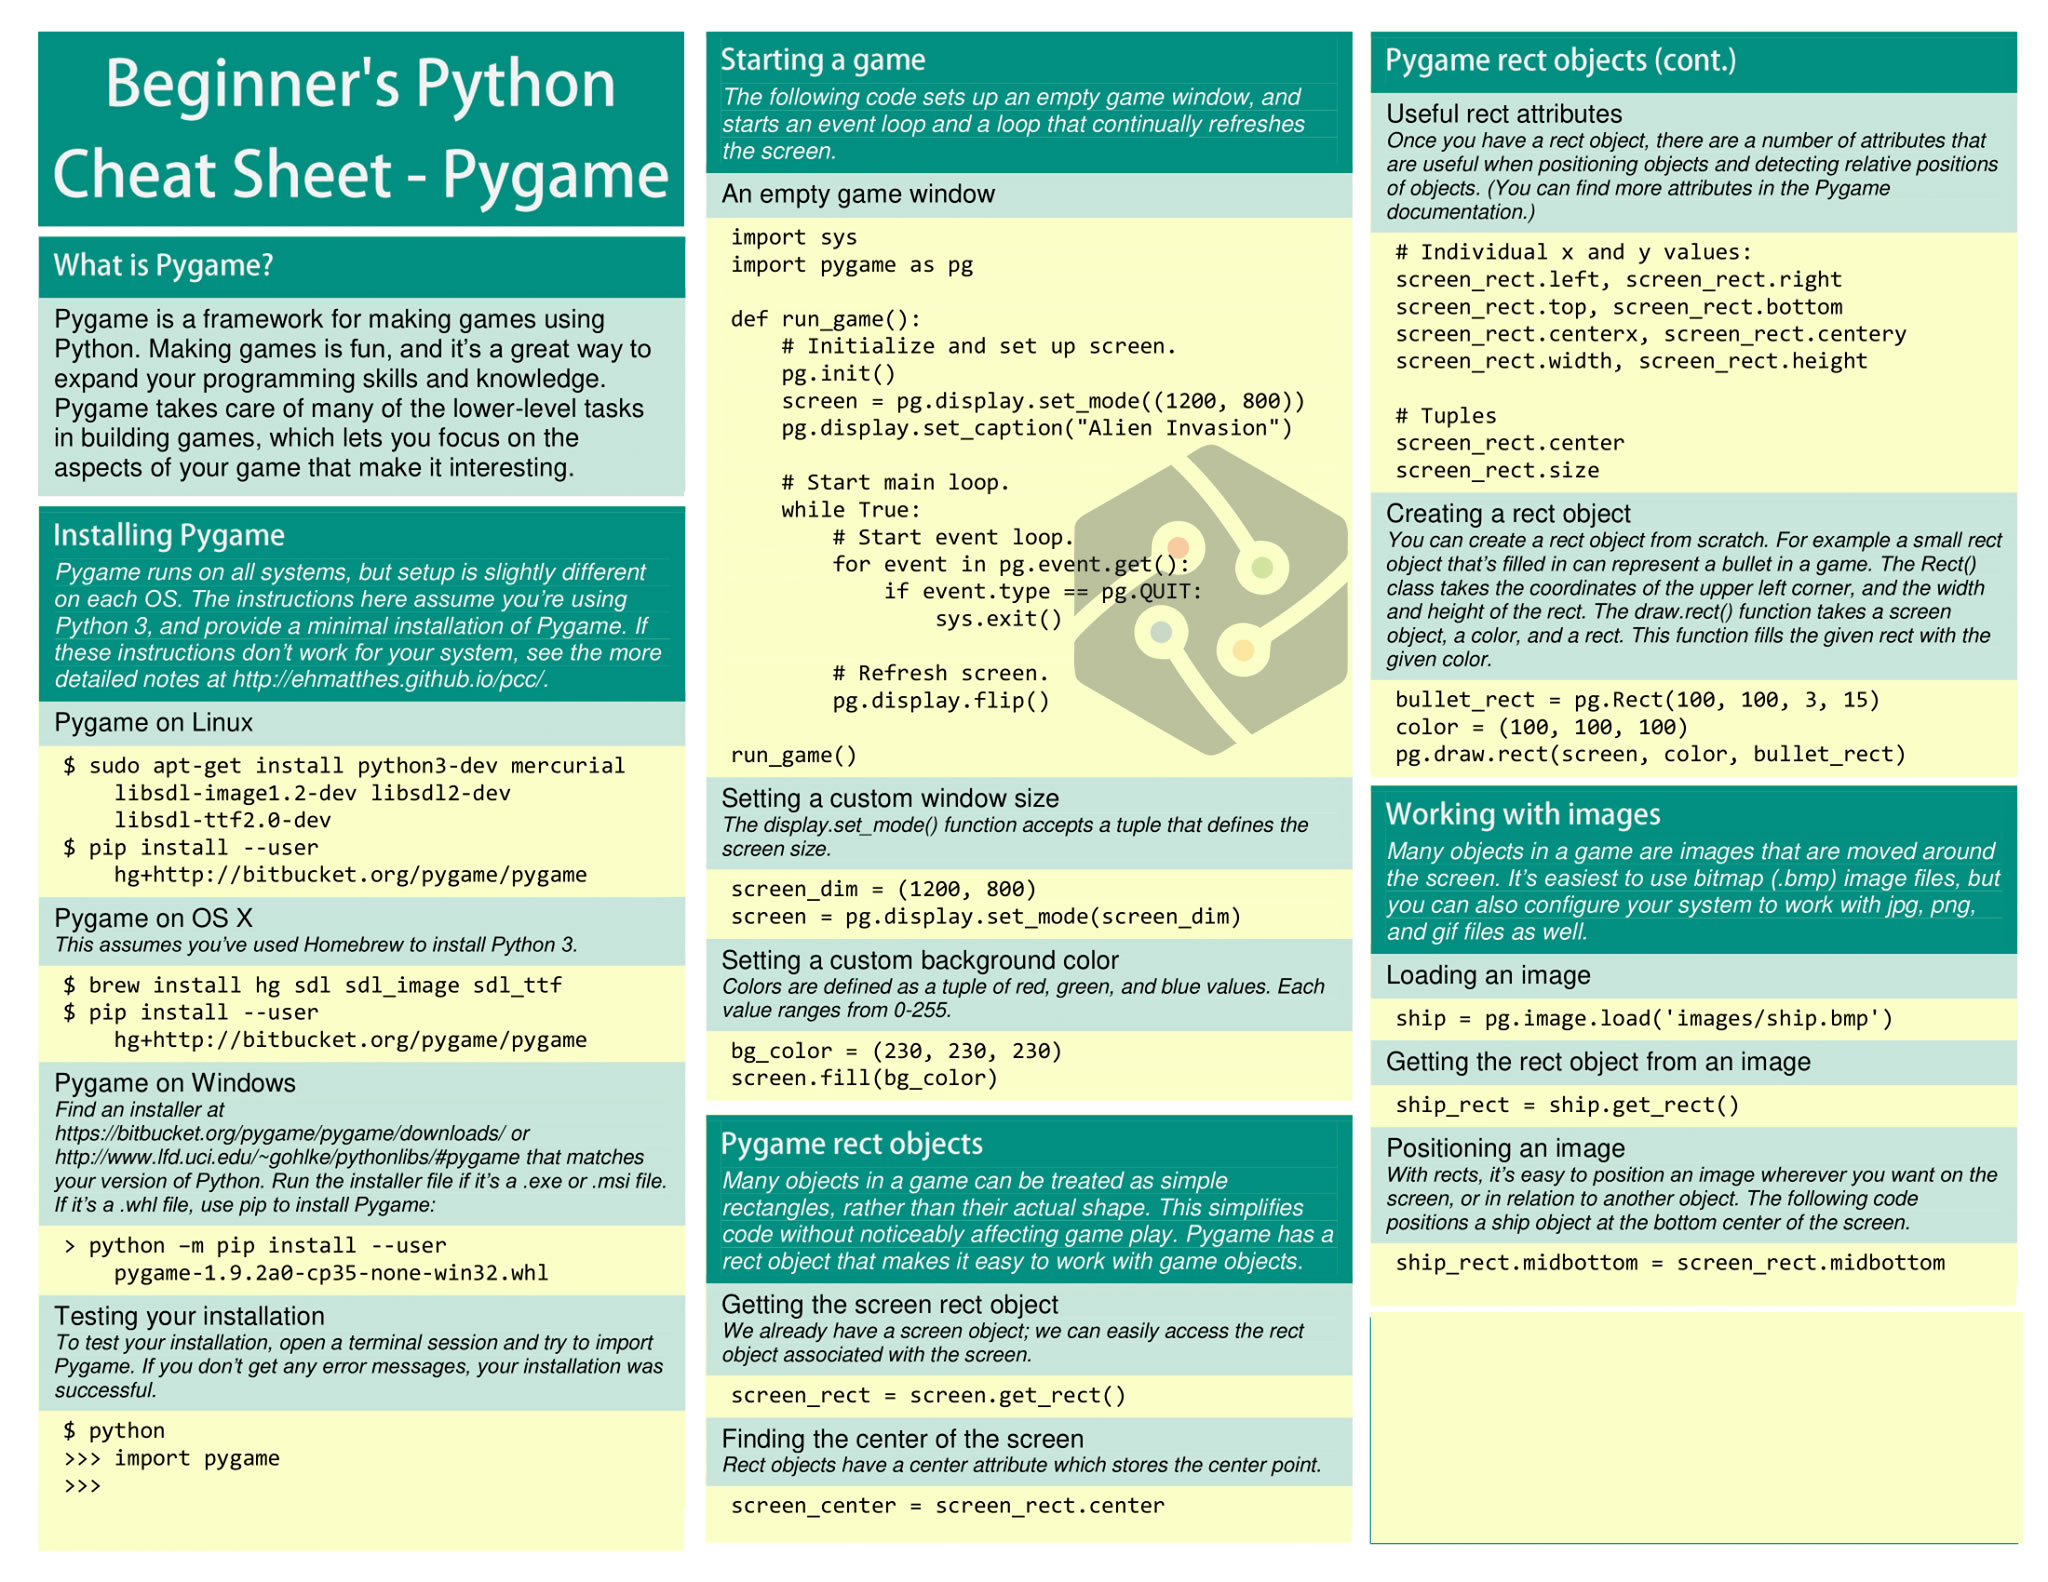 Beginner's Python
Cheat Sheet - Pygame
What is Pygame?
Pygame is a framework for making games using
Python. Making games is fun, and it’s a great way to
expand your programming skills and knowledge.
Pygame takes care of many of the lower-level tasks
in building games, which lets you focus on the
aspects of your game that make it interesting.
Installing Pygame
Pygame runs on all systems, but setup is slightly different
on each OS. The instructions here assume you’re using
Python 3, and provide a minimal installation of Pygame. If
these instructions don’t work for your system, see the more
detailed notes at http://ehmatthes.github.io/pcc/.
Pygame on Linux
$ sudo apt-get install python3-dev mercurial
    libsdl-image1.2-dev libsdl2-dev
    libsdl-ttf2.0-dev
$ pip install --user
    hg+http://bitbucket.org/pygame/pygame
Pygame on OS X
This assumes you’ve used Homebrew to install Python 3.
$ brew install hg sdl sdl_image sdl_ttf
$ pip install --user
    hg+http://bitbucket.org/pygame/pygame
Pygame on Windows
Find an installer at
https://bitbucket.org/pygame/pygame/downloads/ or
http://www.lfd.uci.edu/~gohlke/pythonlibs/#pygame that matches
your version of Python. Run the installer file if it’s a .exe or .msi file.
If it’s a .whl file, use pip to install Pygame:
> python –m pip install --user
    pygame-1.9.2a0-cp35-none-win32.whl
Testing your installation
To test your installation, open a terminal session and try to import
Pygame. If you don’t get any error messages, your installation was
successful.
$ python
>>> import pygame
>>>
Starting a game
The following code sets up an empty game window, and
starts an event loop and a loop that continually refreshes
the screen.
An empty game window
import sys
import pygame as pg
def run_game():
    # Initialize and set up screen.
    pg.init()
    screen = pg.display.set_mode((1200, 800))
    pg.display.set_caption("Alien Invasion")
    # Start main loop.
    while True:
        # Start event loop.
        for event in pg.event.get():
            if event.type == pg.QUIT:
                sys.exit()
        # Refresh screen.
        pg.display.flip()
run_game()
Setting a custom window size
The display.set_mode() function accepts a tuple that defines the
screen size.
screen_dim = (1200, 800)
screen = pg.display.set_mode(screen_dim)
Setting a custom background color
Colors are defined as a tuple of red, green, and blue values. Each
value ranges from 0-255.
bg_color = (230, 230, 230)
screen.fill(bg_color)
Pygame rect objects
Many objects in a game can be treated as simple
rectangles, rather than their actual shape. This simplifies
code without noticeably affecting game play. Pygame has a
rect object that makes it easy to work with game objects.
Getting the screen rect object
We already have a screen object; we can easily access the rect
object associated with the screen.
screen_rect = screen.get_rect()
Finding the center of the screen
Rect objects have a center attribute which stores the center point.
screen_center = screen_rect.center
Pygame rect objects (cont.)
Useful rect attributes
Once you have a rect object, there are a number of attributes that
are useful when positioning objects and detecting relative positions
of objects. (You can find more attributes in the Pygame
documentation.)
# Individual x and y values:
screen_rect.left, screen_rect.right
screen_rect.top, screen_rect.bottom
screen_rect.centerx, screen_rect.centery
screen_rect.width, screen_rect.height
# Tuples
screen_rect.center
screen_rect.size
Creating a rect object
You can create a rect object from scratch. For example a small rect
object that’s filled in can represent a bullet in a game. The Rect()
class takes the coordinates of the upper left corner, and the width
and height of the rect. The draw.rect() function takes a screen
object, a color, and a rect. This function fills the given rect with the
given color.
bullet_rect = pg.Rect(100, 100, 3, 15)
color = (100, 100, 100)
pg.draw.rect(screen, color, bullet_rect)
Working with images
Many objects in a game are images that are moved around
the screen. It’s easiest to use bitmap (.bmp) image files, but
you can also configure your system to work with jpg, png,
and gif files as well.
Loading an image
ship = pg.image.load('images/ship.bmp')
Getting the rect object from an image
ship_rect = ship.get_rect()
Positioning an image
With rects, it’s easy to position an image wherever you want on the
screen, or in relation to another object. The following code
positions a ship object at the bottom center of the screen.
ship_rect.midbottom = screen_rect.midbottom